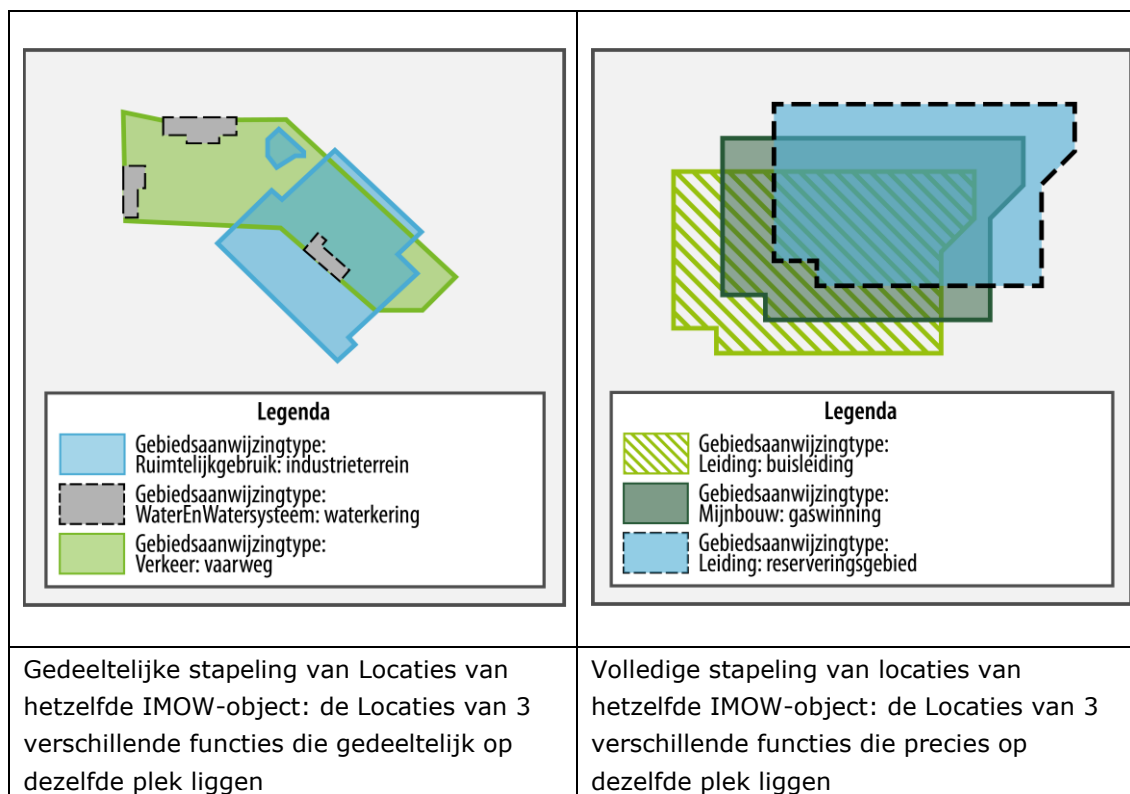 Legenda
Gebiedsaanwijzingtype:
Ruimtelijkgebruik: industrieterrein
Gebiedsaanwijzingtype:
WaterEnWatersysteem: waterkering
Gebiedsaanwijzingtype:
Verkeer: vaarweg
Legenda
Gebiedsaanwijzingtype:
Leiding: buisleiding
Gebiedsaanwijzingtype:
Mijnbouw: gaswinning
Gebiedsaanwijzingtype:
Leiding: reserveringsgebied
Gedeeltelijke stapeling van Locaties van
hetzelfde IMOW-object: de Locaties van 3
verschillende functies die gedeeltelijk op
dezelfde plek liggen
Volledige stapeling van locaties van
hetzelfde IMOW-object: de Locaties van 3
verschillende functies die precies op
dezelfde plek liggen